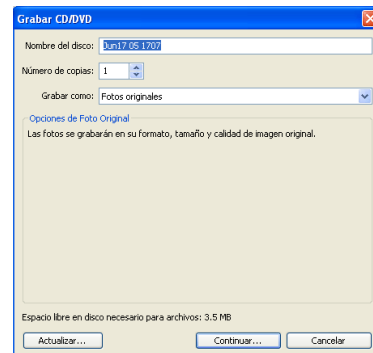 Grabar CD/DVD
Nombre del disco: Jun17 05 1707
Número de copias: 1
Grabar como: Fotos originales
Opciones de Foto Original
Las fotos se grabarán en su formato, tamaño y calidad de imagen original.
Espacio libre en disco necesario para archivos: 3.5 MB
Actualizar... Continuar... Cancelar